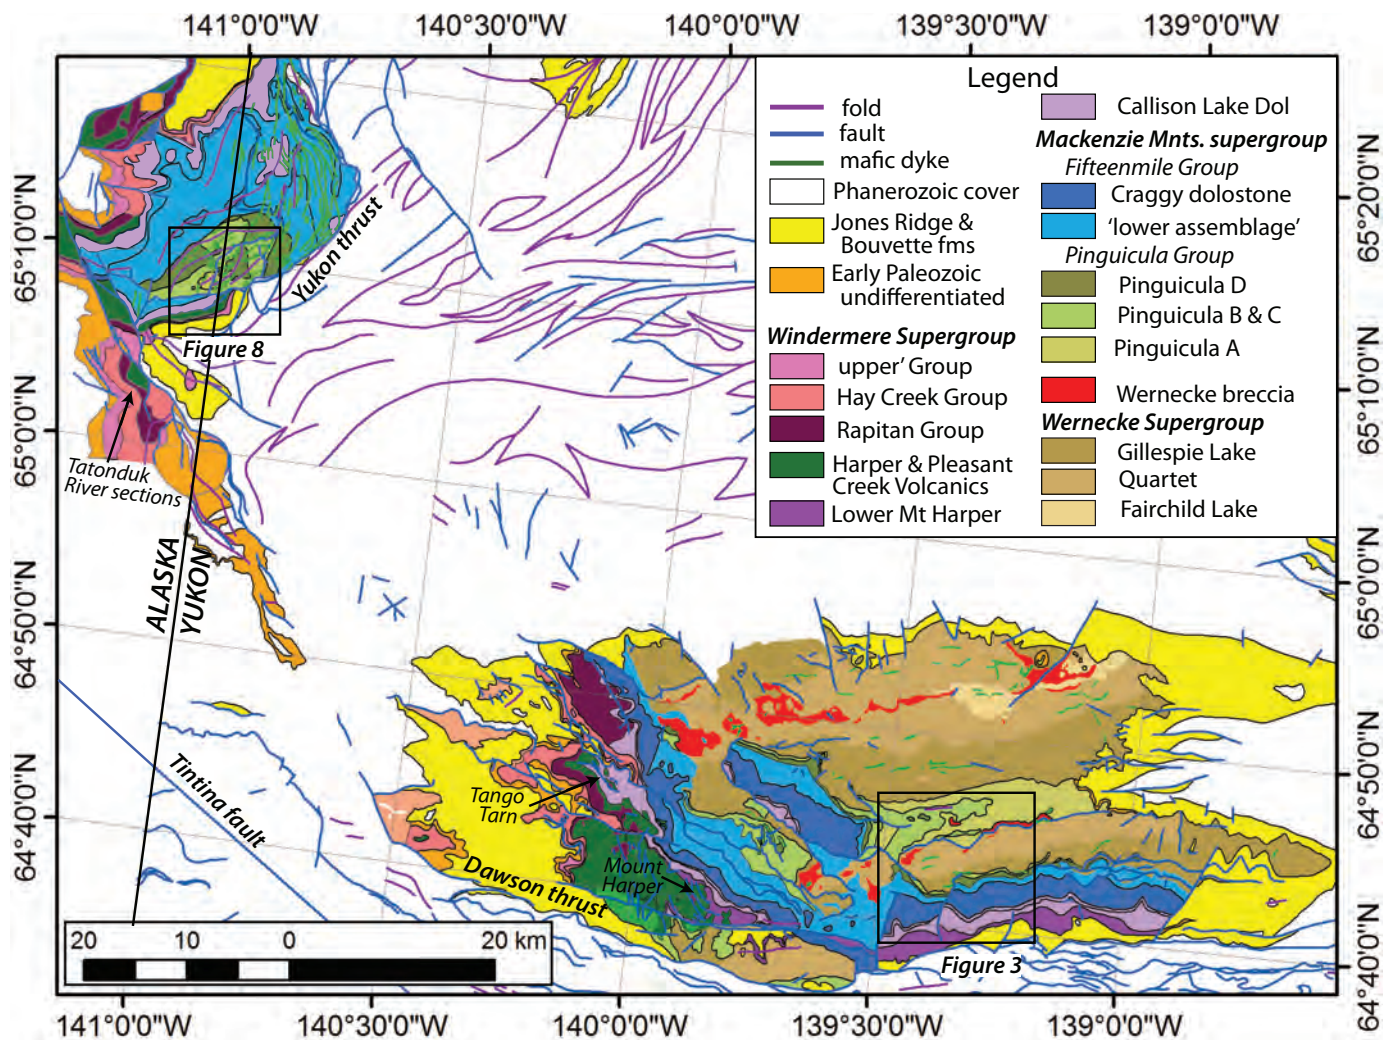 141°0'0"W
140°30'0"W
140°0'0"W
139°30'0"W
139°0'0"W
65°10'0"N
65°0'0"N
64°50'0"N
64°40'0"N
65°20'0"N
65°10'0"N
65°0'0"N
64°50'0"N
64°40'0"N
Legend
fold
fault
mafic dyke
Phanerozoic cover
Jones Ridge &
Bouvette fms
Early Paleozoic
undifferentiated
Windermere Supergroup
upper' Group
Hay Creek Group
Rapitan Group
Harper & Pleasant
Creek Volcanics
Lower Mt Harper
Callison Lake Dol
Mackenzie Mnts. supergroup
Fifteenmile Group
Craggy dolostone
'lower assemblage'
Pinguicula Group
Pinguicula D
Pinguicula B & C
Pinguicula A
Wernecke breccia
Wernecke Supergroup
Gillespie Lake
Quartet
Fairchild Lake
Yukon thrust
Figure 8
Tatonduk
River sections
ALASKA
YUKON
Tintina fault
Tango
Tarn
Mount
Harper
Dawson thrust
Figure 3
20 10 0 20 km
141°0'0"W
140°30'0"W
140°0'0"W
139°30'0"W
139°0'0"W